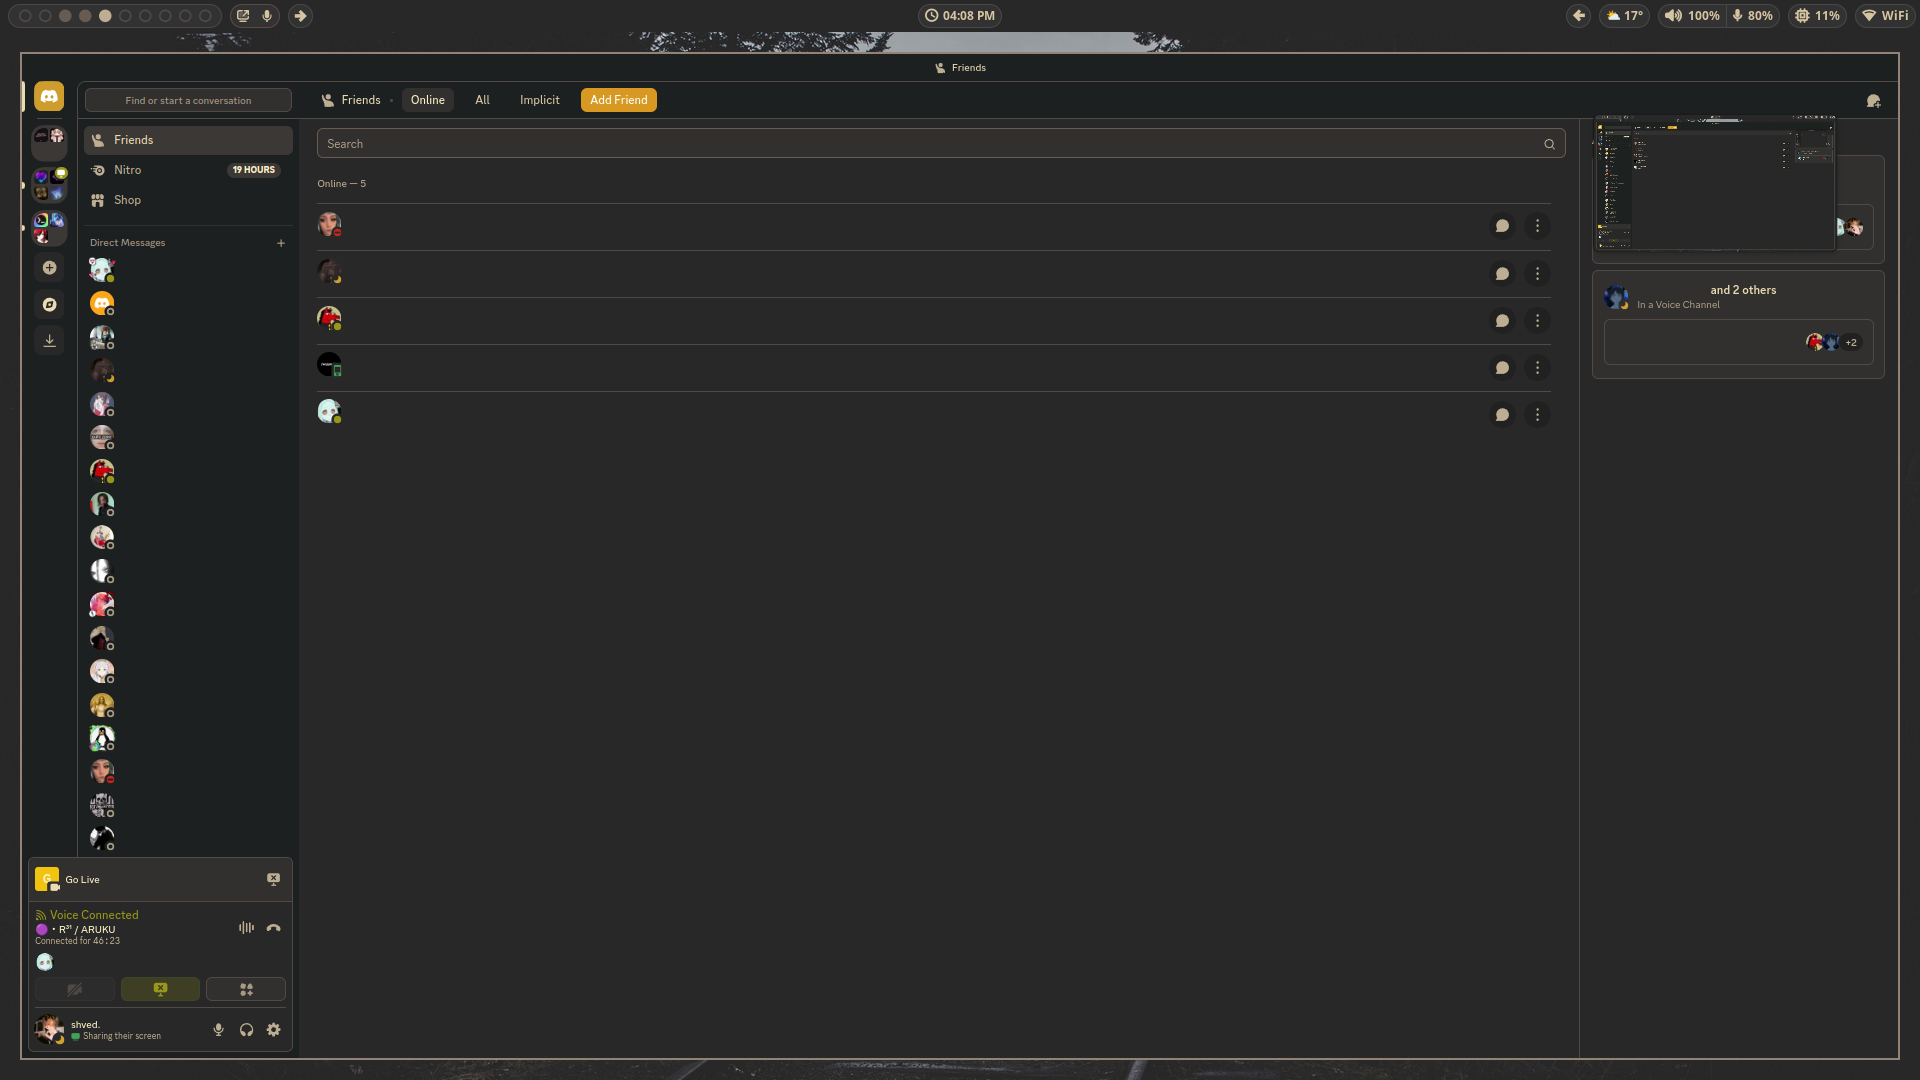 04:08 PM
17°
100%
80%
11%
WiFi
Friends
Find or start a conversation
Friends
Online
All
Implicit
Add Friend
Friends
Nitro
19 HOURS
Shop
Direct Messages
Search
Online — 5
and 2 others
In a Voice Channel
+2
G
Go Live
Voice Connected
• R³¹ / ARUKU
Connected for 46:23
shved.
Sharing their screen